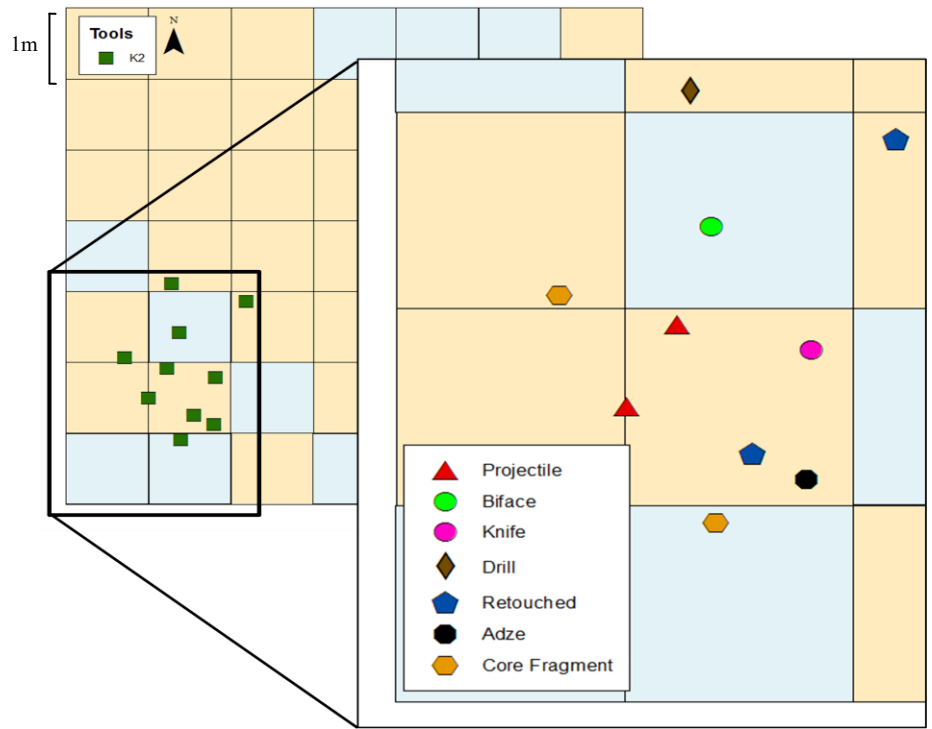 Tools
K2
N
1m
Projectile
Biface
Knife
Drill
Retouched
Adze
Core Fragment